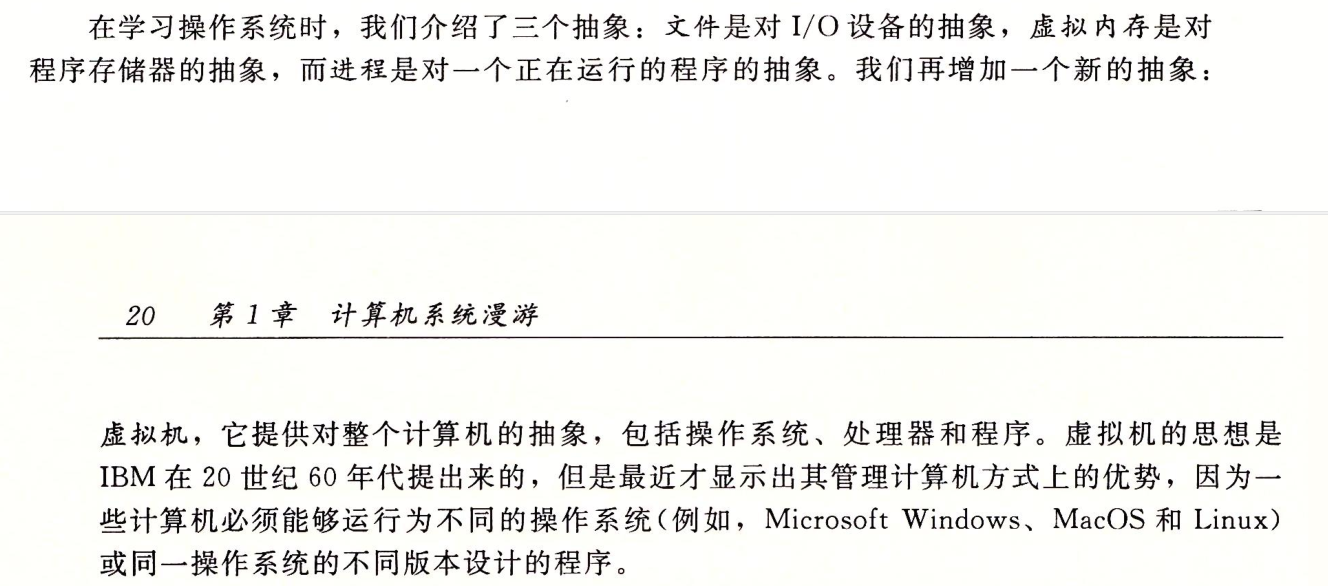 在学习操作系统时，我们介绍了三个抽象：文件是对 I/O 设备的抽象，虚拟内存是对
程序存储器的抽象，而进程是对一个正在运行的程序的抽象。我们再增加一个新的抽象：
20 第 1 章 计算机系统漫游
虚拟机，它提供对整个计算机的抽象，包括操作系统、处理器和程序。虚拟机的思想是
IBM 在 20 世纪 60 年代提出来的，但是最近才显示出其管理计算机方式上的优势，因为一
些计算机必须能够运行为不同的操作系统（例如，Microsoft Windows、MacOS 和 Linux）
或同一操作系统的不同版本设计的程序。